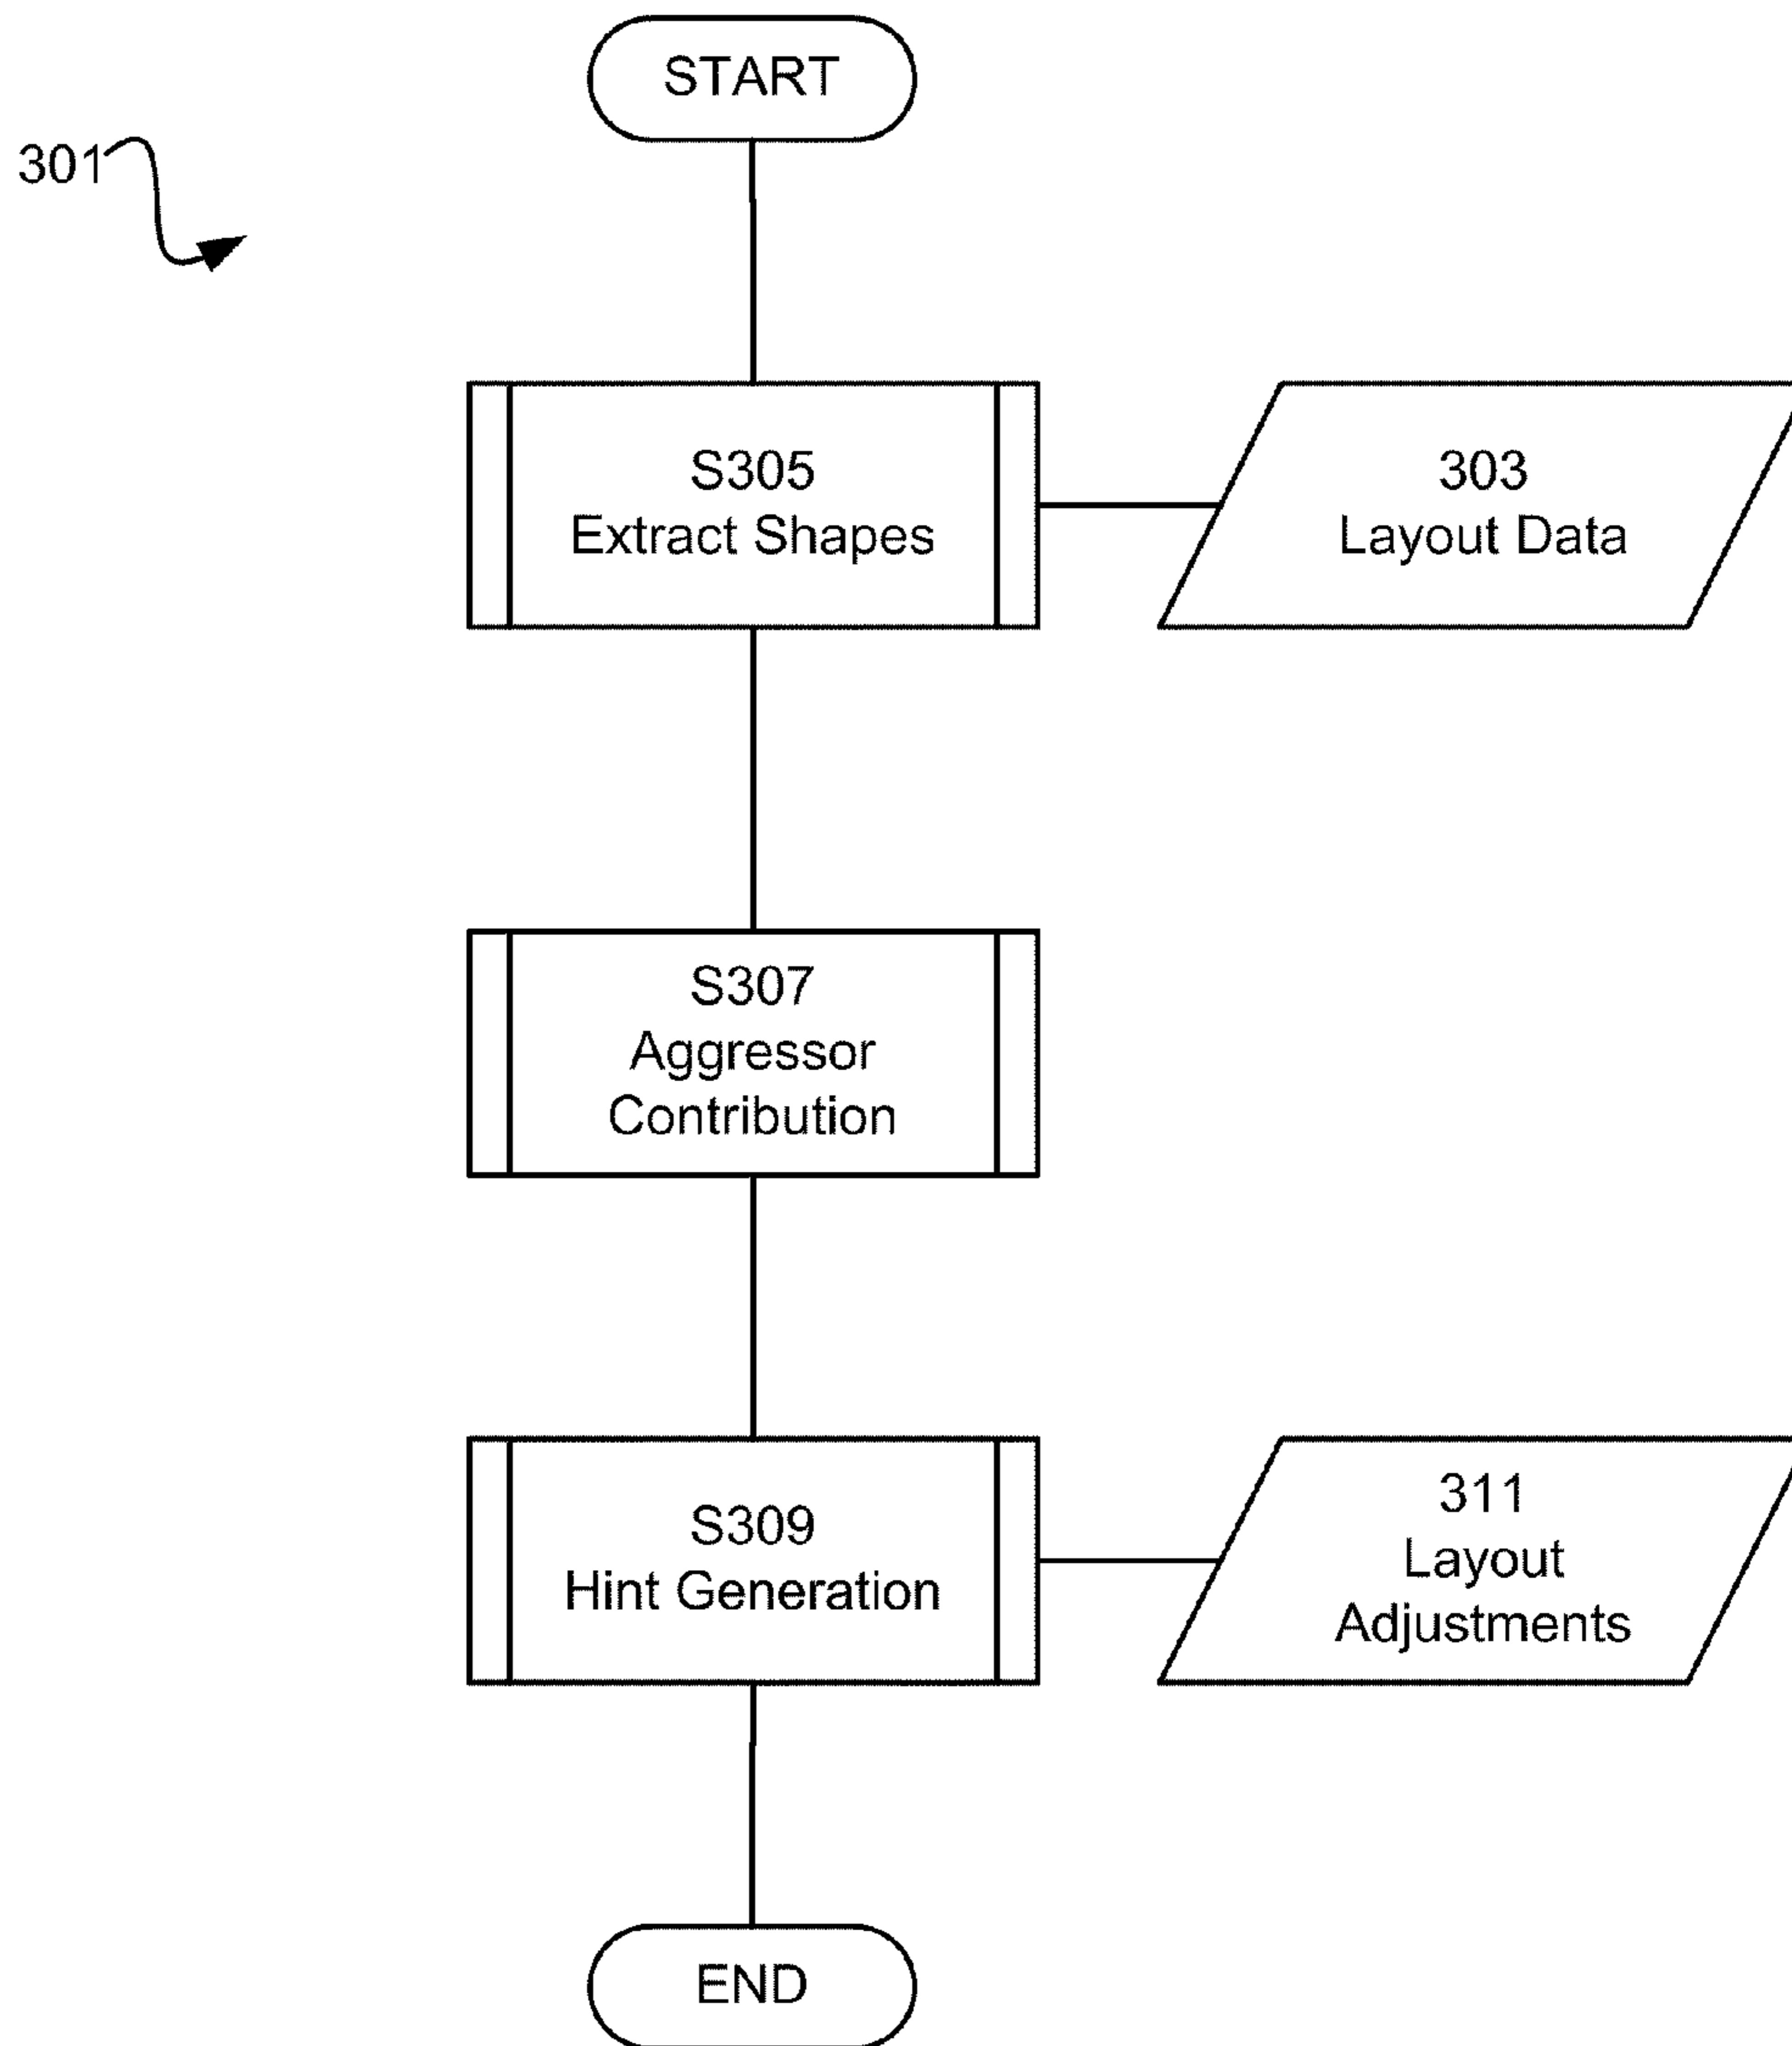 START
301
S305
Extract Shapes
303
Layout Data
S307
Aggressor
Contribution
S309
Hint Generation
311
Layout
Adjustments
END